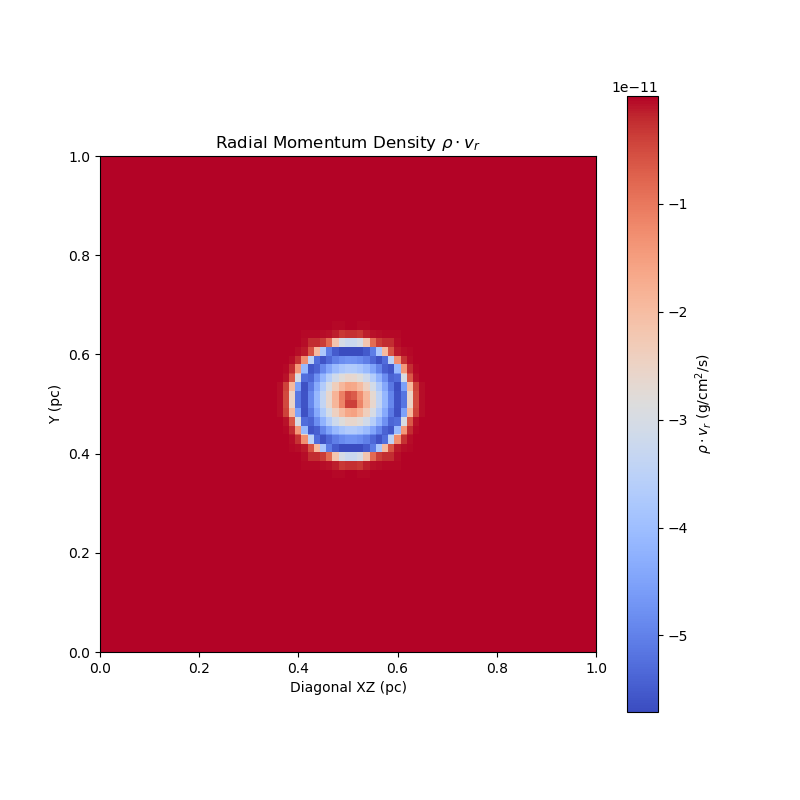 1e−11
Radial Momentum Density ρ · v_r
1.0
0.8
0.6
0.4
0.2
0.0
Y (pc)
0.0 0.2 0.4 0.6 0.8 1.0
Diagonal XZ (pc)
−1
−2
−3
−4
−5
ρ · v_r (g/cm²/s)